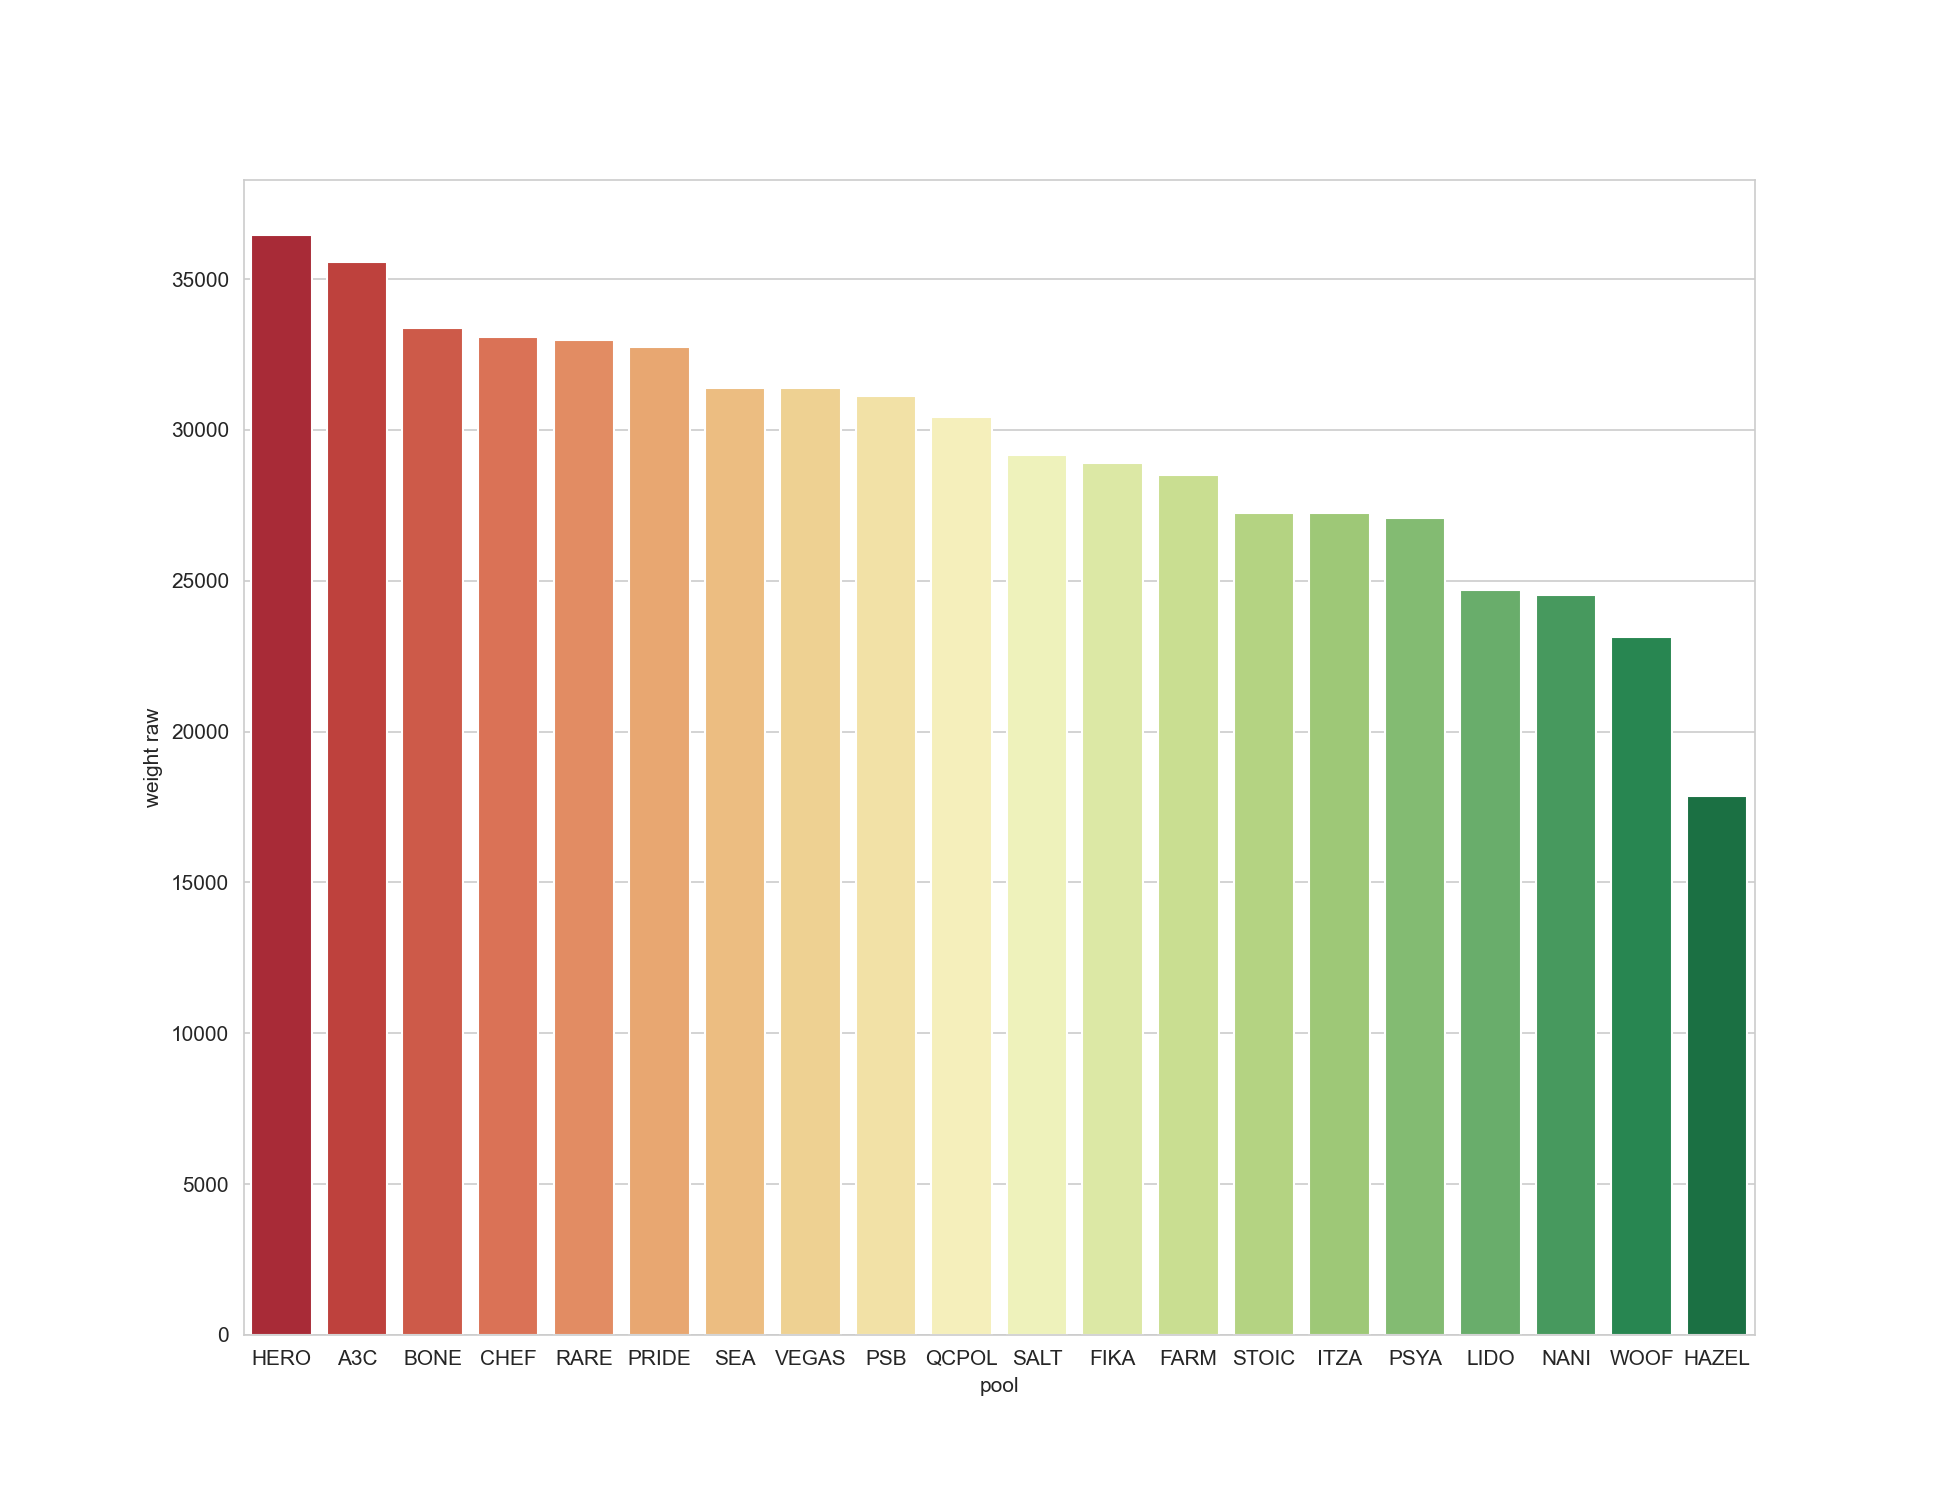 35000
30000
25000
20000
15000
10000
5000
0
weight raw
HERO A3C BONE CHEF RARE PRIDE SEA VEGAS PSB QCPOL SALT FIKA FARM STOIC ITZA PSYA LIDO NANI WOOF HAZEL
pool